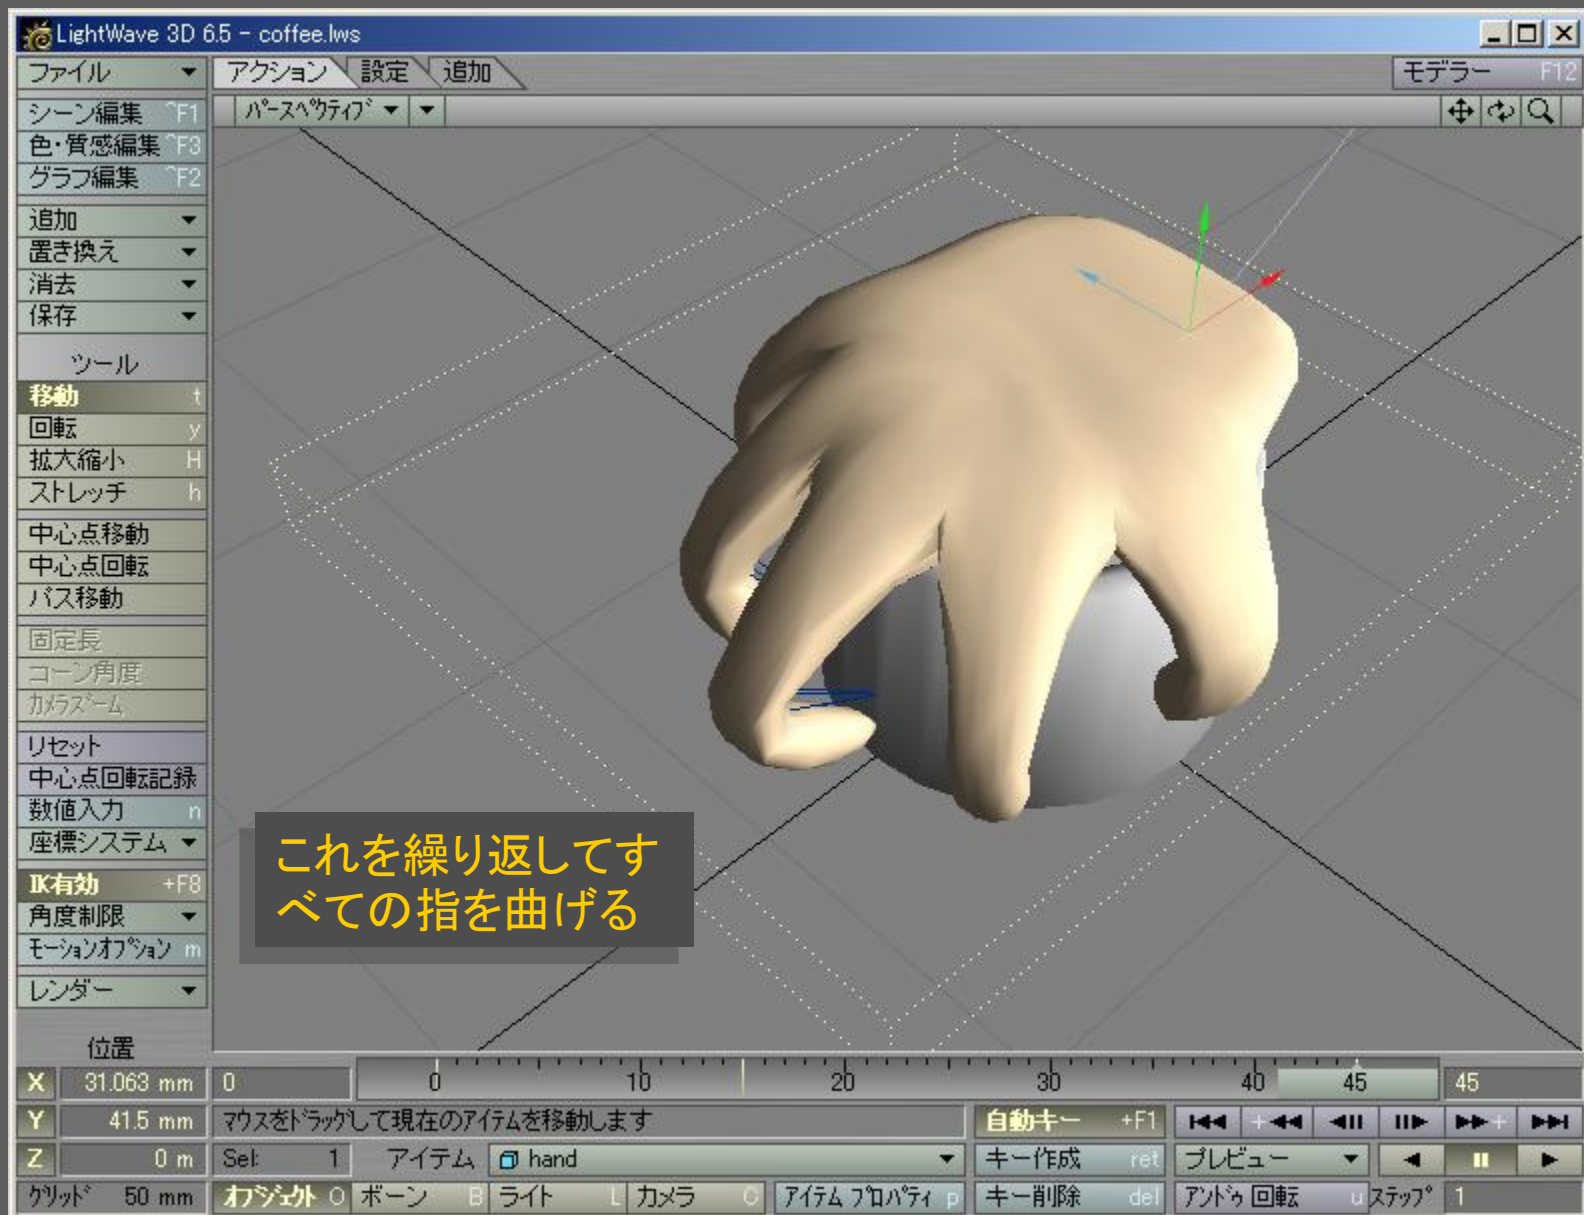 LightWave 3D 6.5 - coffee.lws
ファイル
アクション 設定 追加
モデラー F12
シーン編集 ^F1
パースペクティブ
色・質感編集 ^F3
グラフ編集 ^F2
追加
置き換え
消去
保存
ツール
移動 t
回転 y
拡大縮小 H
ストレッチ h
中心点移動
中心点回転
パス移動
固定長
コーン角度
カメラズーム
リセット
中心点回転記録
数値入力 n
座標システム
IK有効 +F8
角度制限
モーションオプション m
レンダー
これを繰り返してす
べての指を曲げる
位置
X 31.063 mm 0 0 10 20 30 40 45 45
Y 41.5 mm マウスをドラッグして現在のアイテムを移動します 自動キー +F1
Z 0 m Sel: 1 アイテム hand キー作成 ret プレビュー
グリッド 50 mm オブジェクト O ボーン B ライト L カメラ C アイテム プロパティ p キー削除 del アンドゥ 回転 u ステップ 1